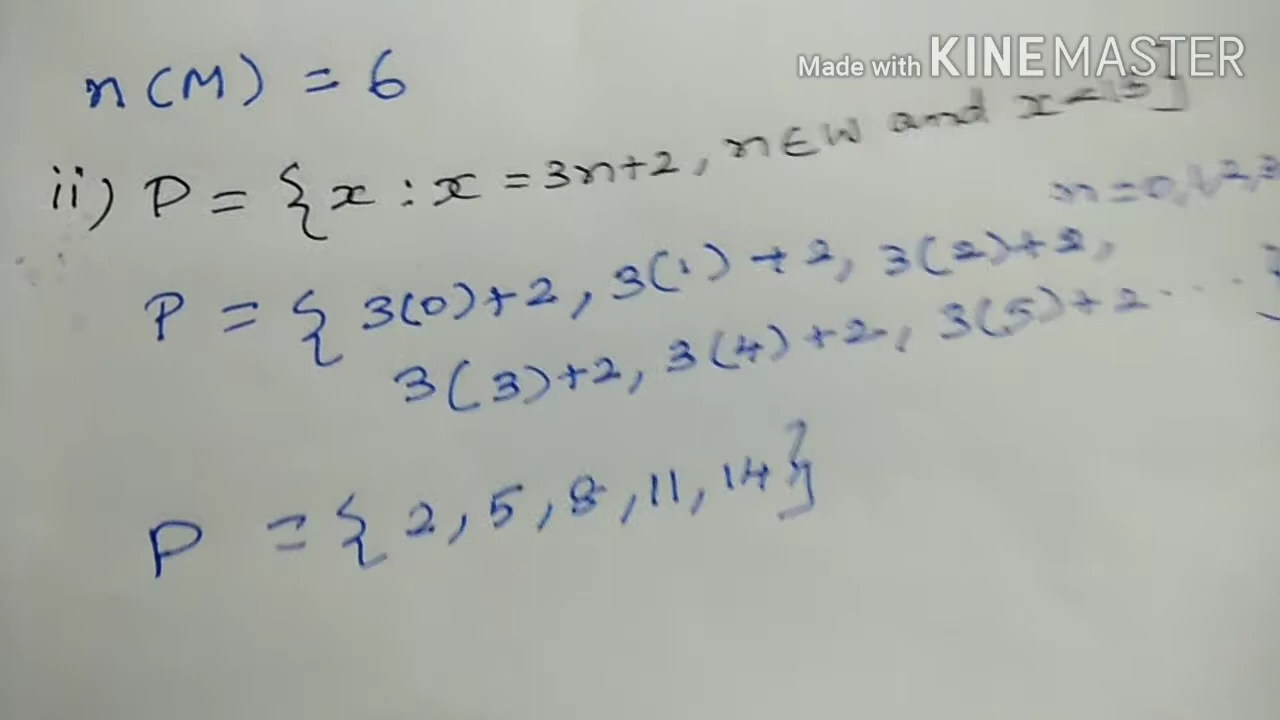 Made with KINEMASTER
n(M) = 6
ii) P = { x : x = 3n+2, n∈W and x<15}
n=0,1,2,3
P = { 3(0)+2, 3(1)+2, 3(2)+2,
3(3)+2, 3(4)+2, 3(5)+2 .... }
P = { 2, 5, 8, 11, 14}